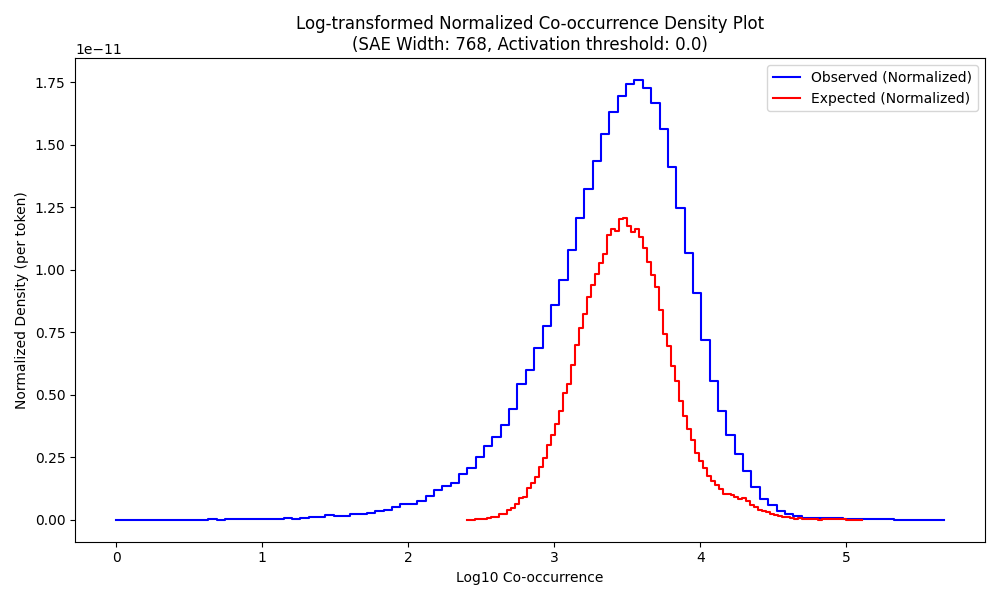 Log-transformed Normalized Co-occurrence Density Plot
(SAE Width: 768, Activation threshold: 0.0)
1e−11
Observed (Normalized)
Expected (Normalized)
Normalized Density (per token)
1.75
1.50
1.25
1.00
0.75
0.50
0.25
0.00
0 1 2 3 4 5
Log10 Co-occurrence